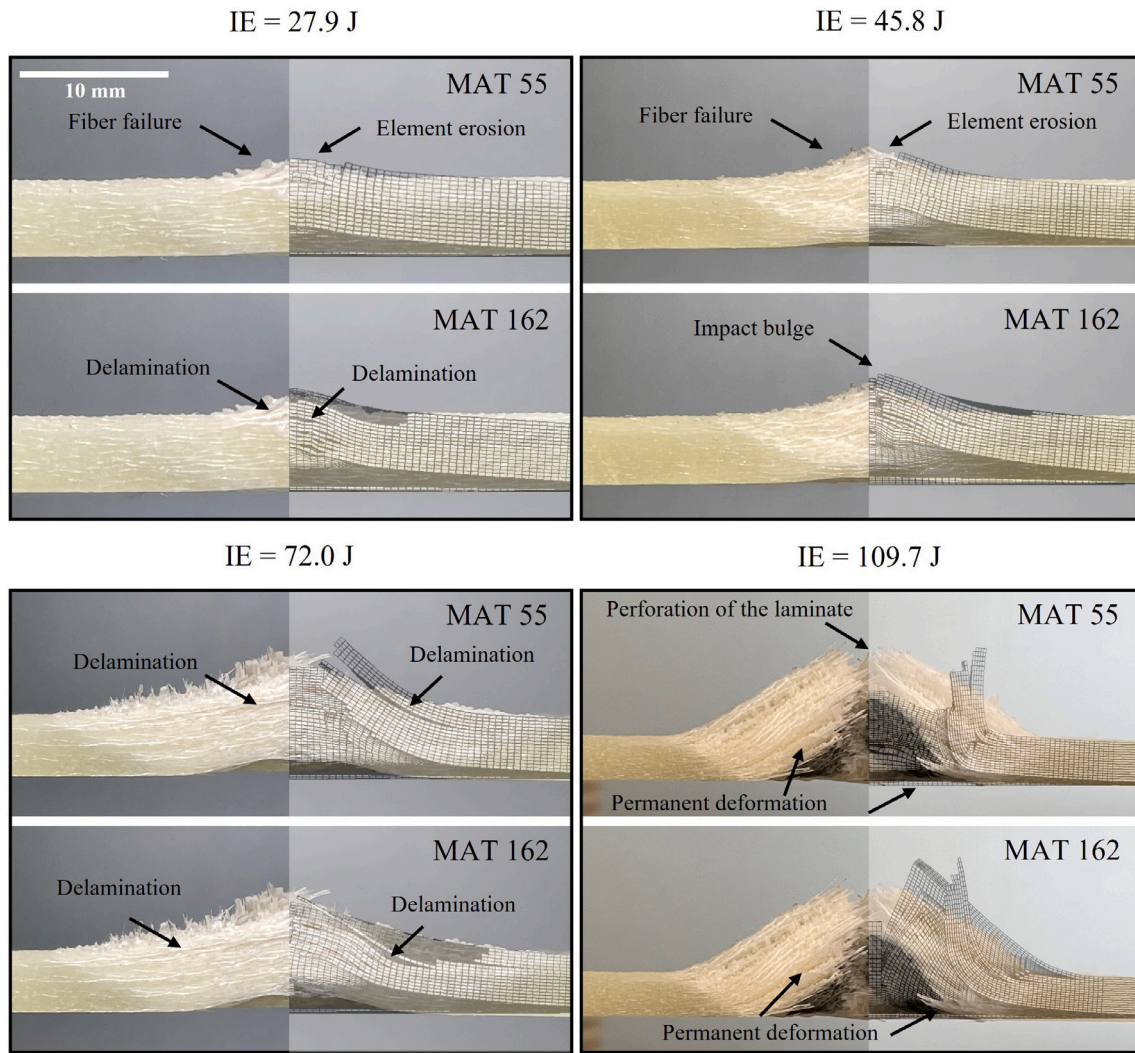 IE = 27.9 J
IE = 45.8 J
MAT 55
10 mm
Fiber failure
Element erosion
MAT 55
Fiber failure
Element erosion
MAT 162
Delamination
Delamination
MAT 162
Impact bulge
IE = 72.0 J
IE = 109.7 J
MAT 55
Delamination
Delamination
Perforation of the laminate
MAT 55
Permanent deformation
MAT 162
Delamination
Delamination
MAT 162
Permanent deformation
Permanent deformation